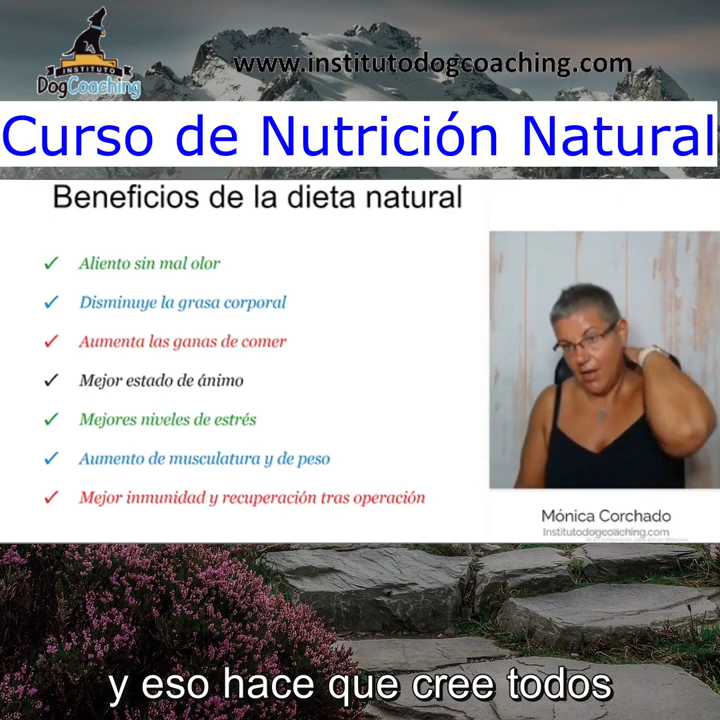 INSTITUTO
DogCoaching
www.institutodogcoaching.com
Curso de Nutrición Natural
Beneficios de la dieta natural
Aliento sin mal olor
Disminuye la grasa corporal
Aumenta las ganas de comer
Mejor estado de ánimo
Mejores niveles de estrés
Aumento de musculatura y de peso
Mejor inmunidad y recuperación tras operación
Mónica Corchado
Institutodogcoaching.com
y eso hace que cree todos